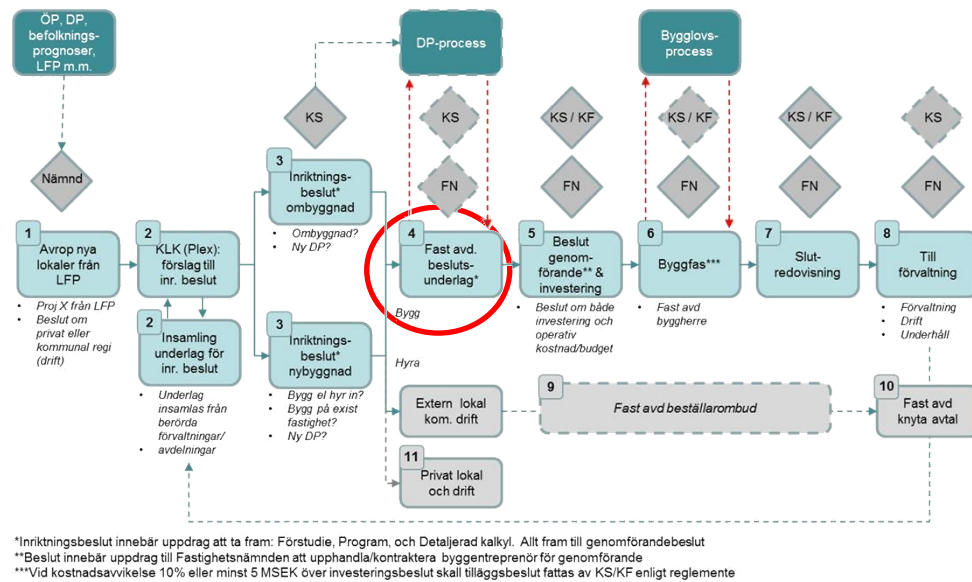 ÖP, DP,
befolknings-
prognoser,
LFP m.m.
DP-process
Bygglovs-
process
KS
KS
KS / KF
KS / KF
KS / KF
KS
Nämnd
FN
FN
FN
FN
FN
1
Avrop nya
lokaler från
LFP
• Proj X från LFP
• Beslut om
privat eller
kommunal regi
(drift)
2
KLK (Plex):
förslag till
inr. beslut
2
Insamling
underlag för
inr. beslut
• Underlag
insamlas från
berörda
förvaltningar/
• avdelningar
3
Inriktnings-
beslut*
ombyggnad
• Ombyggnad?
• Ny DP?
3
Inriktnings-
beslut*
nybyggnad
• Bygg el hyr in?
• Bygg på exist
fastighet?
• Ny DP?
4
Fast avd.
besluts-
underlag*
Bygg
Hyra
5
Beslut
genom-
förande** &
investering
• Beslut om både
investering och
operativ
kostnad/budget
6
Byggfas***
• Fast avd
byggherre
7
Slut-
redovisning
8
Till
förvaltning
• Förvaltning
• Drift
• Underhåll
Extern lokal
kom. drift
9
Fast avd beställarombud
10
Fast avd
knyta avtal
11
Privat lokal
och drift
*Inriktningsbeslut innebär uppdrag att ta fram: Förstudie, Program, och Detaljerad kalkyl. Allt fram till genomförandebeslut
**Beslut innebär uppdrag till Fastighetsnämnden att upphandla/kontraktera byggentreprenör för genomförande
***Vid kostnadsavvikelse 10% eller minst 5 MSEK över investeringsbeslut skall tilläggsbeslut fattas av KS/KF enligt reglemente